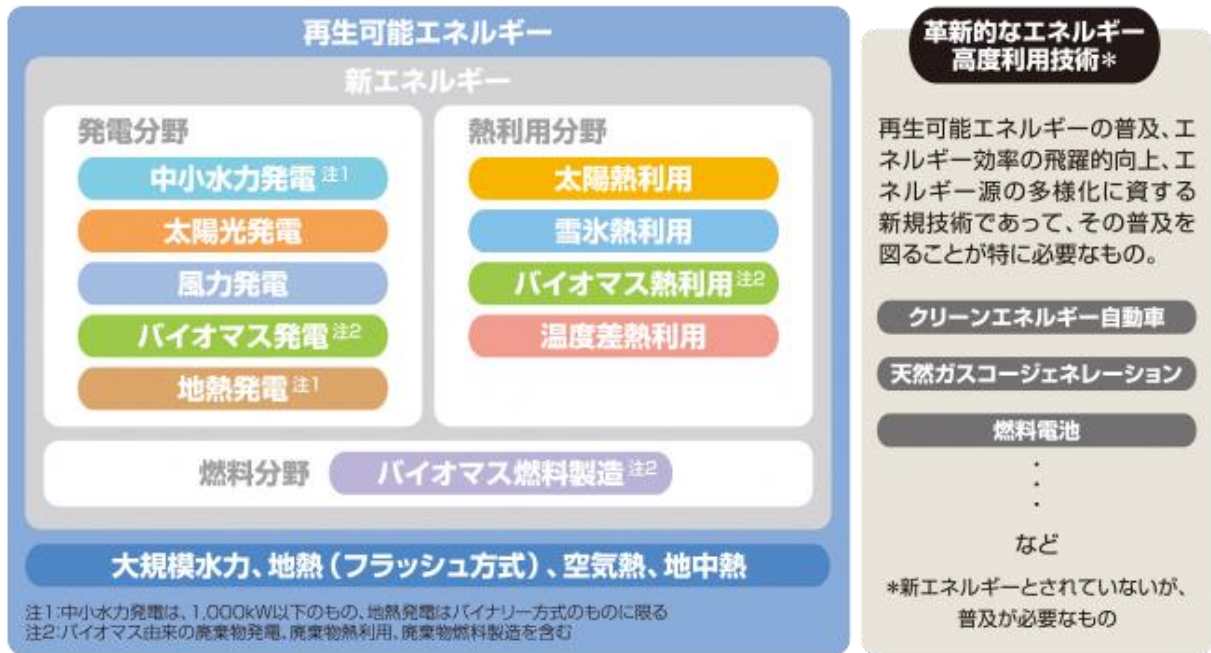 再生可能エネルギー
新エネルギー
発電分野
中小水力発電 注1
太陽光発電
風力発電
バイオマス発電 注2
地熱発電 注1
熱利用分野
太陽熱利用
雪氷熱利用
バイオマス熱利用 注2
温度差熱利用
燃料分野
バイオマス燃料製造 注2
大規模水力、地熱(フラッシュ方式)、空気熱、地中熱
注1:中小水力発電は、1,000kW以下のもの、地熱発電はバイナリー方式のものに限る
注2:バイオマス由来の廃棄物発電、廃棄物熱利用、廃棄物燃料製造を含む
革新的なエネルギー
高度利用技術*
再生可能エネルギーの普及、エ
ネルギー効率の飛躍的向上、エ
ネルギー源の多様化に資する
新規技術であって、その普及を
図ることが特に必要なもの。
クリーンエネルギー自動車
天然ガスコージェネレーション
燃料電池
・
・
・
など
*新エネルギーとされていないが、
普及が必要なもの